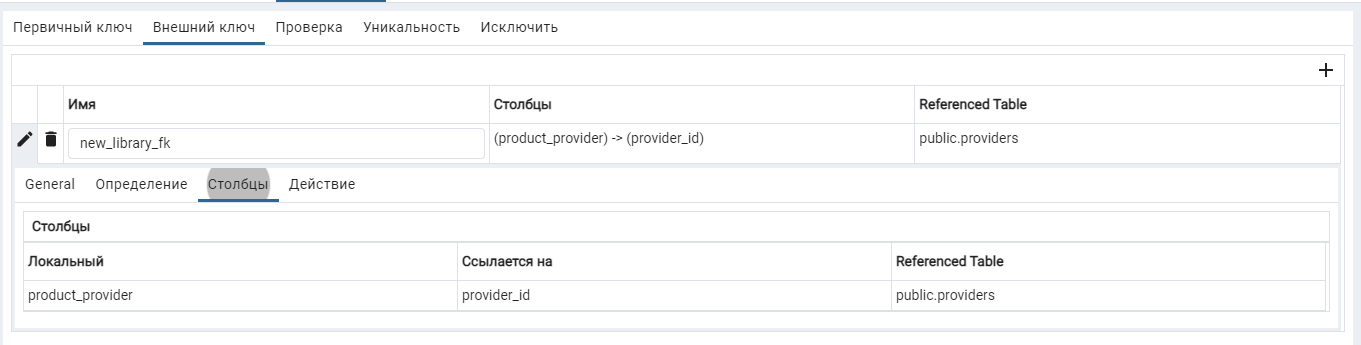 Первичный ключ Внешний ключ Проверка Уникальность Исключить
Имя Столбцы Referenced Table
new_library_fk (product_provider) -> (provider_id) public.providers
General Определение Столбцы Действие
Столбцы
Локальный Ссылается на Referenced Table
product_provider provider_id public.providers